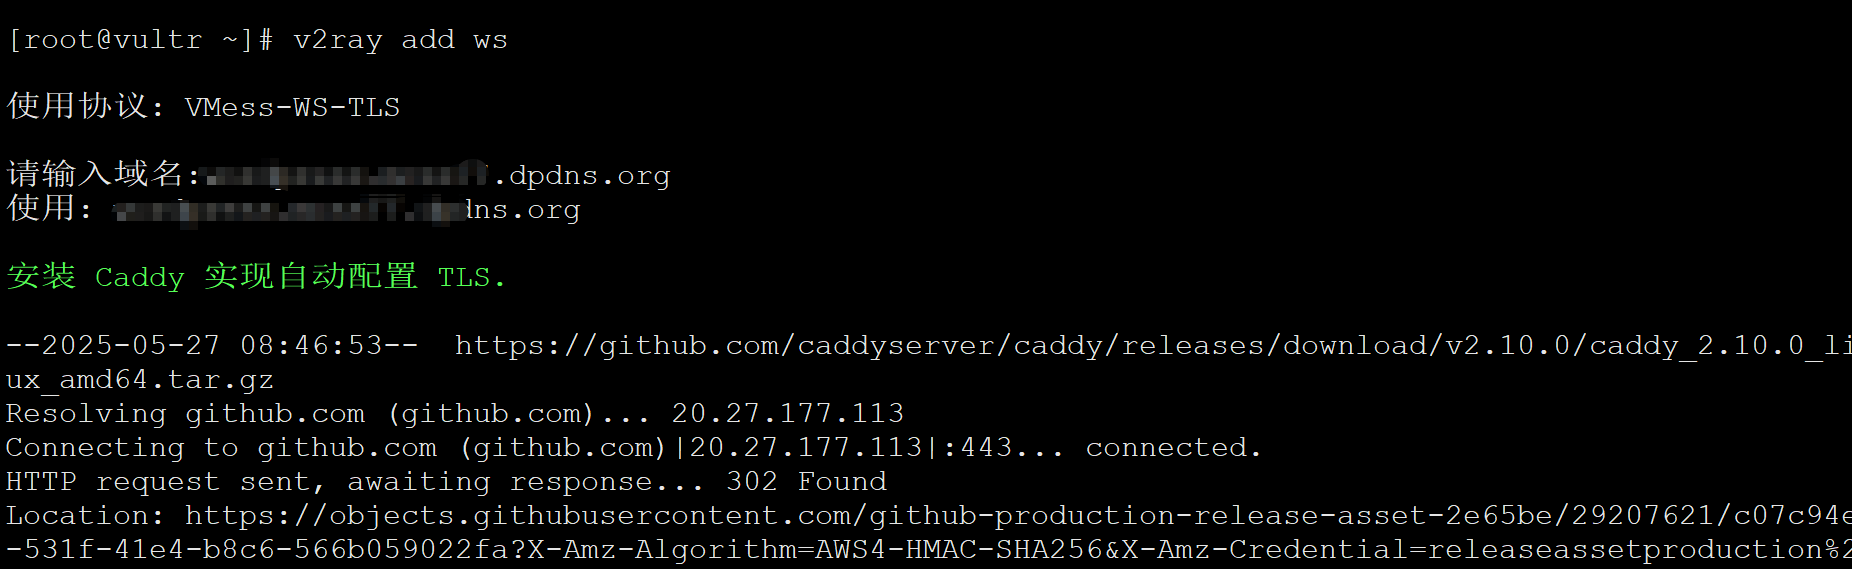 [root@vultr ~]# v2ray add ws
使用协议: VMess-WS-TLS
请输入域名: .dpdns.org
使用: dns.org
安装 Caddy 实现自动配置 TLS.
--2025-05-27 08:46:53--  https://github.com/caddyserver/caddy/releases/download/v2.10.0/caddy_2.10.0_li
ux_amd64.tar.gz
Resolving github.com (github.com)... 20.27.177.113
Connecting to github.com (github.com)|20.27.177.113|:443... connected.
HTTP request sent, awaiting response... 302 Found
Location: https://objects.githubusercontent.com/github-production-release-asset-2e65be/29207621/c07c94e
-531f-41e4-b8c6-566b059022fa?X-Amz-Algorithm=AWS4-HMAC-SHA256&X-Amz-Credential=releaseassetproduction%2